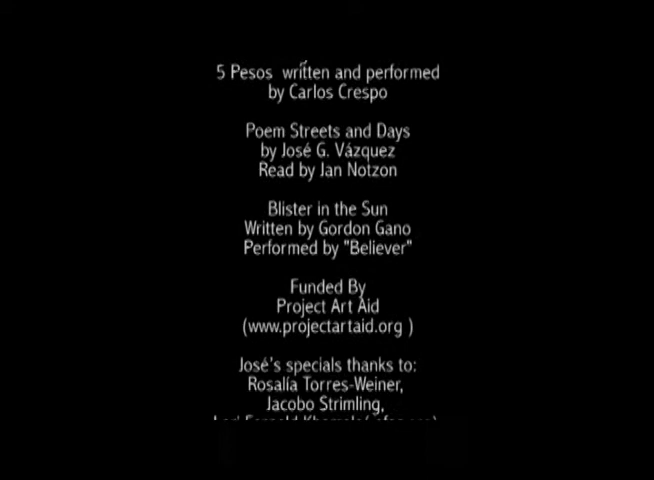 5 Pesos written and performed
by Carlos Crespo
Poem Streets and Days
by José G. Vázquez
Read by Jan Notzon
Blister in the Sun
Written by Gordon Gano
Performed by "Believer"
Funded By
Project Art Aid
(www.projectartaid.org )
José's specials thanks to:
Rosalía Torres-Weiner,
Jacobo Strimling,